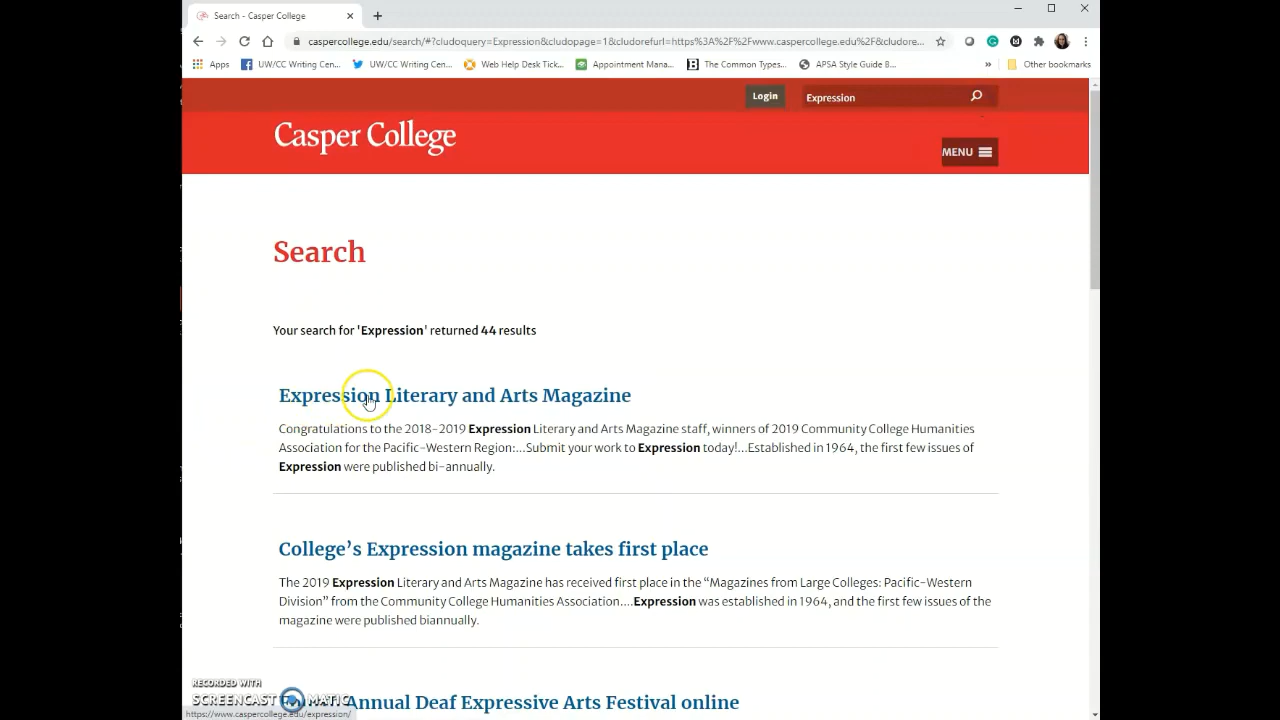 Search - Casper College
caspercollege.edu/search/#?cludoquery=Expression&cludopage=1&cludorefurl=https%3A%2F%2Fwww.caspercollege.edu%2F&cludore...
Apps UW/CC Writing Cen... UW/CC Writing Cen... Web Help Desk Tick... Appointment Mana... The Common Types... APSA Style Guide B... » Other bookmarks
Login Expression
Casper College
MENU
Search
Your search for 'Expression' returned 44 results
Expression Literary and Arts Magazine
Congratulations to the 2018-2019 Expression Literary and Arts Magazine staff, winners of 2019 Community College Humanities
Association for the Pacific-Western Region:...Submit your work to Expression today!...Established in 1964, the first few issues of
Expression were published bi-annually.
College's Expression magazine takes first place
The 2019 Expression Literary and Arts Magazine has received first place in the “Magazines from Large Colleges: Pacific-Western
Division” from the Community College Humanities Association....Expression was established in 1964, and the first few issues of the
magazine were published biannually.
Annual Deaf Expressive Arts Festival online
RECORDED WITH
SCREENCAST MATIC
https://www.caspercollege.edu/expression/